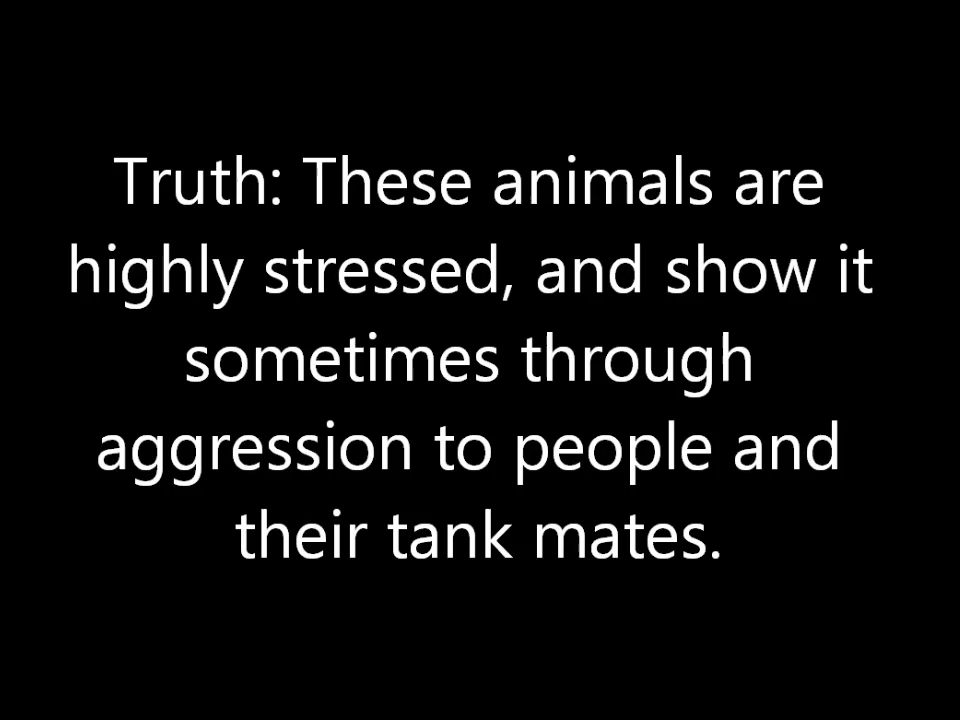 Truth: These animals are
highly stressed, and show it
sometimes through
aggression to people and
their tank mates.